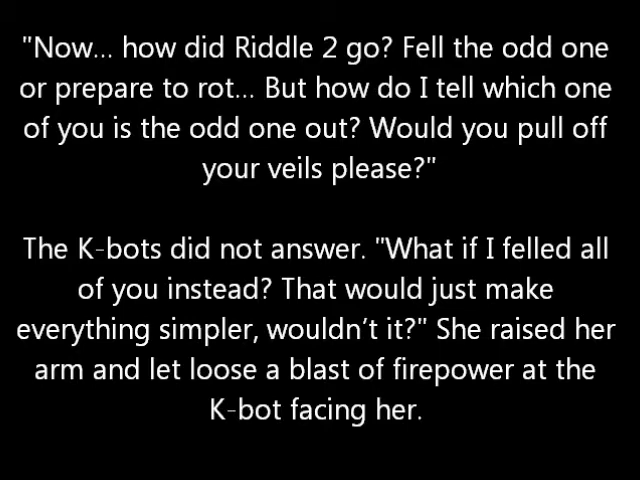 "Now... how did Riddle 2 go? Fell the odd one
or prepare to rot... But how do I tell which one
of you is the odd one out? Would you pull off
your veils please?"
The K-bots did not answer. "What if I felled all
of you instead? That would just make
everything simpler, wouldn’t it?" She raised her
arm and let loose a blast of firepower at the
K-bot facing her.